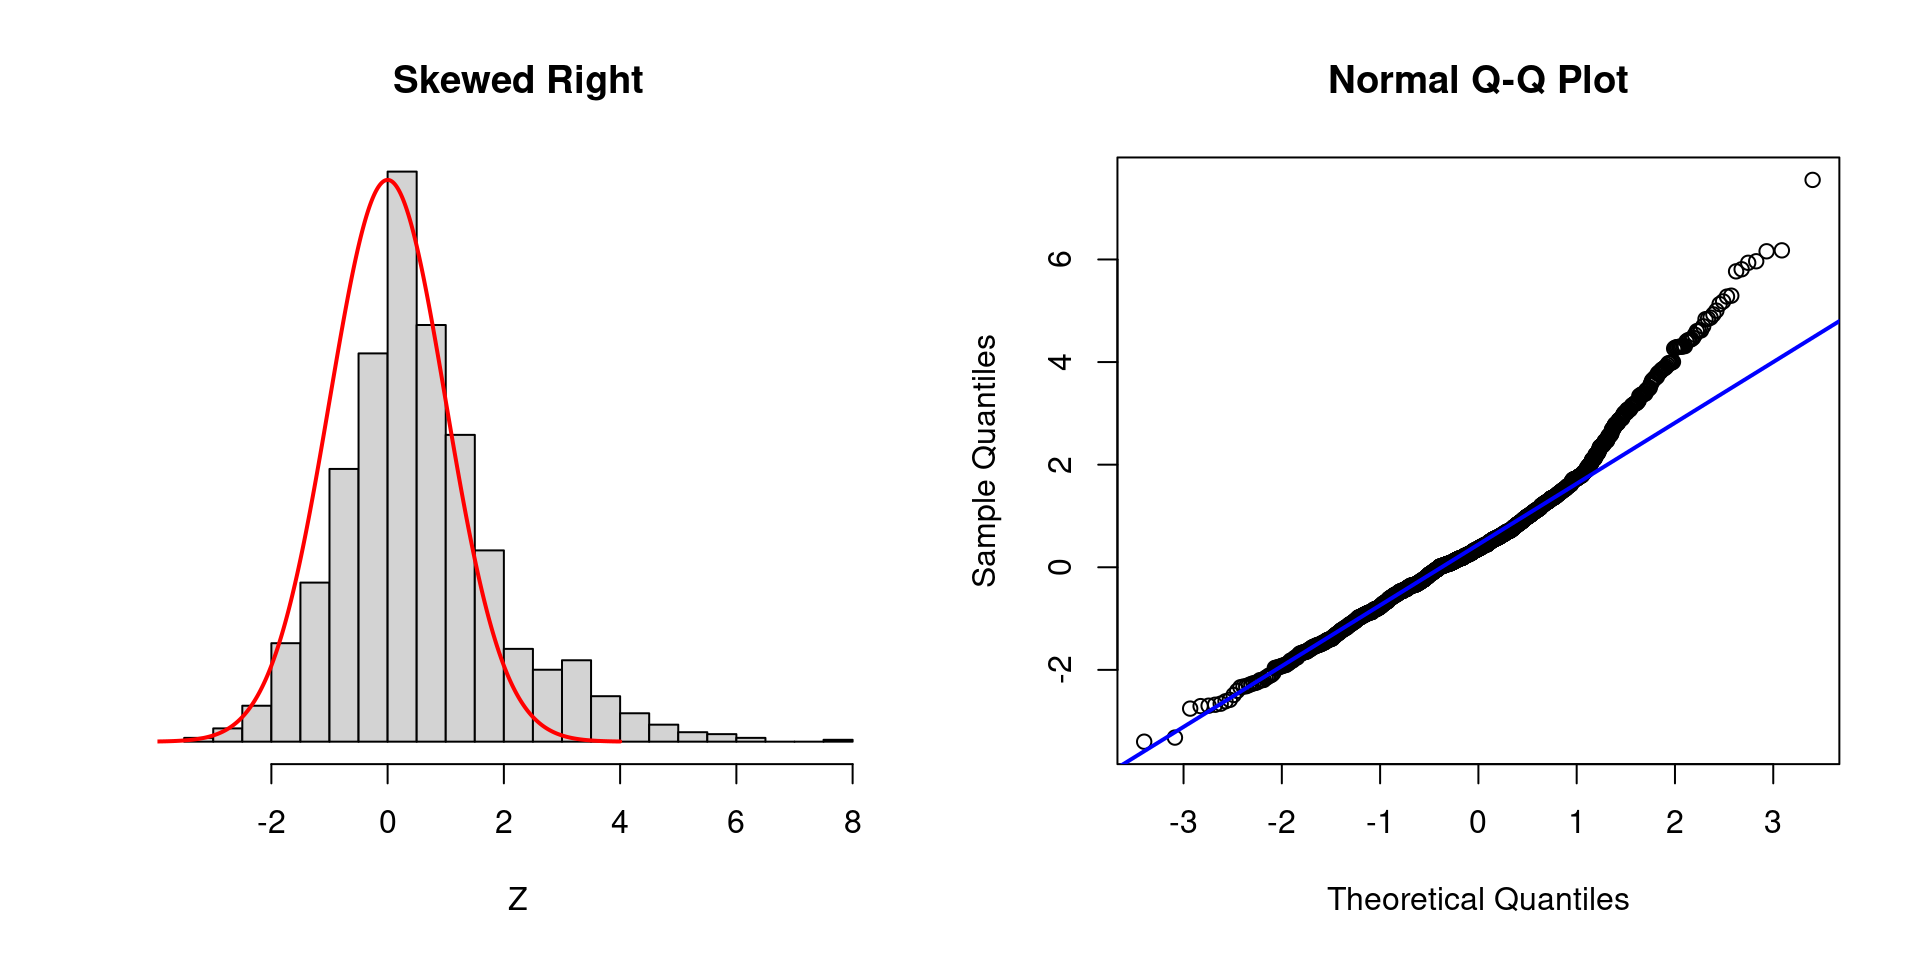 Skewed Right
-2 0 2 4 6 8
Z
Normal Q-Q Plot
Sample Quantiles
6
4
2
0
-2
-3 -2 -1 0 1 2 3
Theoretical Quantiles